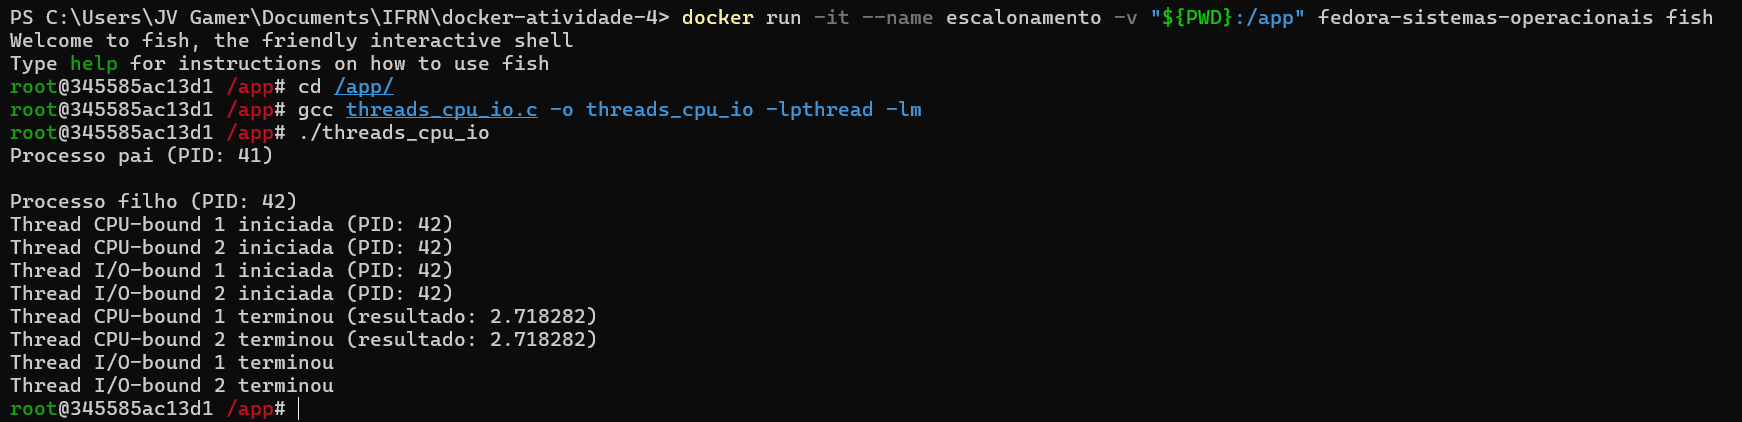 PS C:\Users\JV Gamer\Documents\IFRN\docker-atividade-4> docker run -it --name escalonamento -v "${PWD}:/app" fedora-sistemas-operacionais fish
Welcome to fish, the friendly interactive shell
Type help for instructions on how to use fish
root@345585ac13d1 /app# cd /app/
root@345585ac13d1 /app# gcc threads_cpu_io.c -o threads_cpu_io -lpthread -lm
root@345585ac13d1 /app# ./threads_cpu_io
Processo pai (PID: 41)

Processo filho (PID: 42)
Thread CPU-bound 1 iniciada (PID: 42)
Thread CPU-bound 2 iniciada (PID: 42)
Thread I/O-bound 1 iniciada (PID: 42)
Thread I/O-bound 2 iniciada (PID: 42)
Thread CPU-bound 1 terminou (resultado: 2.718282)
Thread CPU-bound 2 terminou (resultado: 2.718282)
Thread I/O-bound 1 terminou
Thread I/O-bound 2 terminou
root@345585ac13d1 /app#